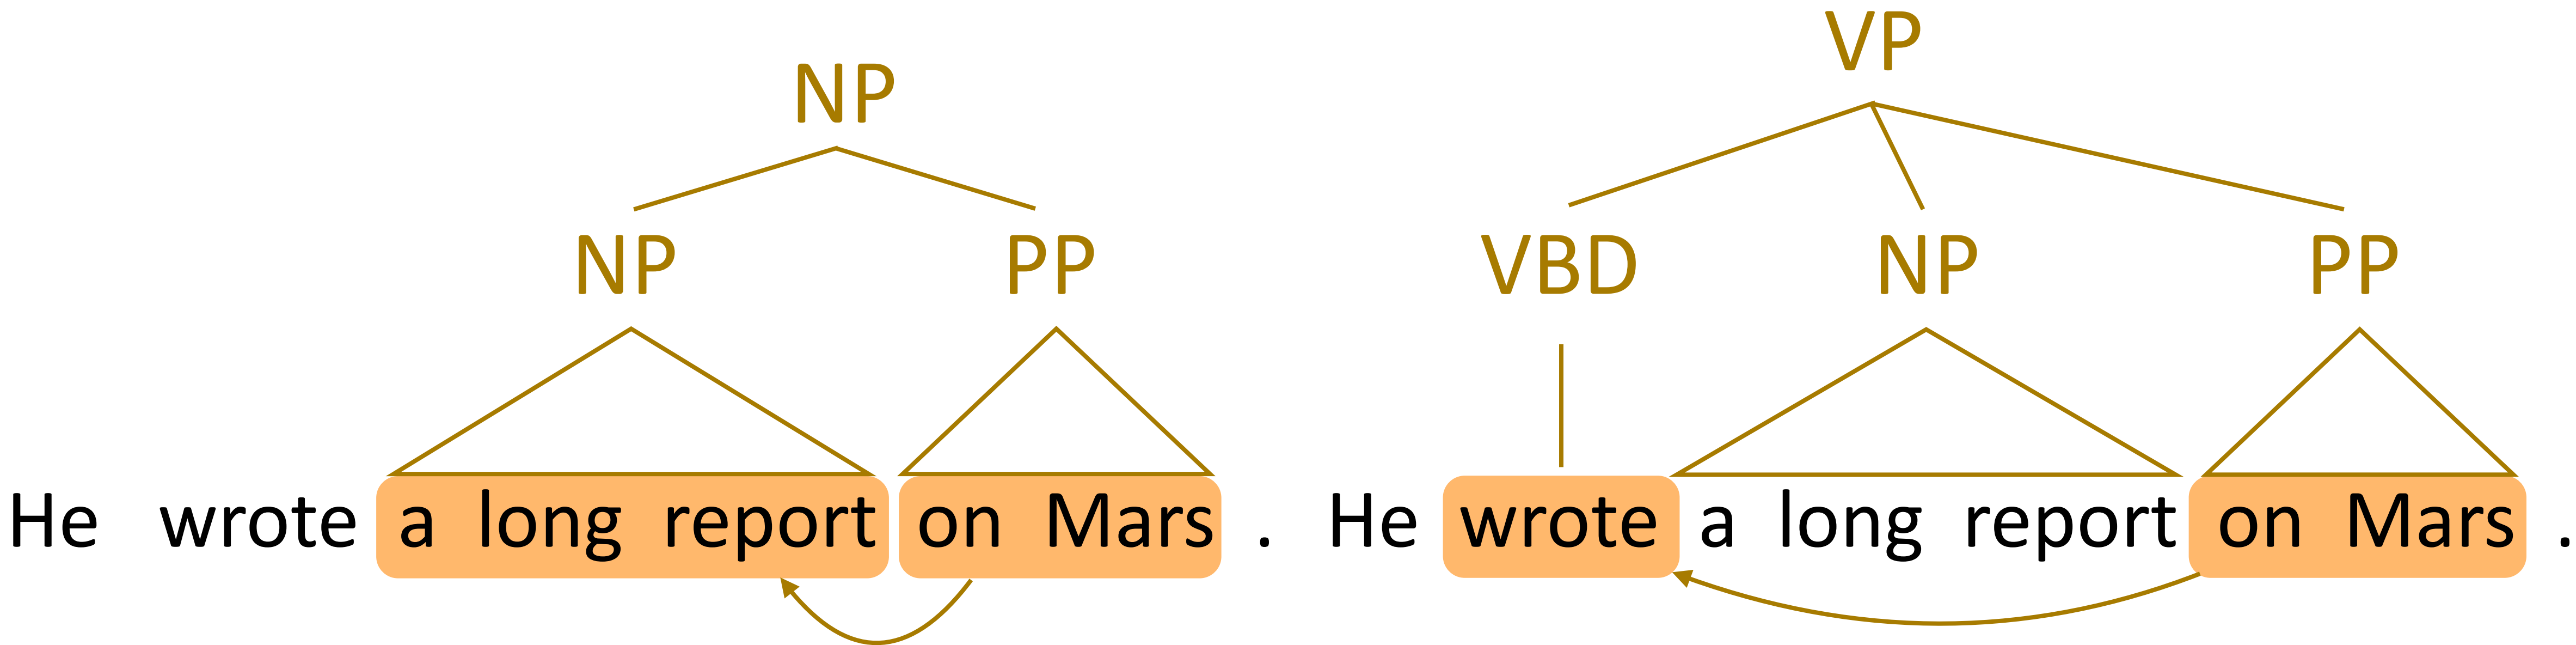 VP
NP
NP PP VBD NP PP
He wrote a long report on Mars . He wrote a long report on Mars .